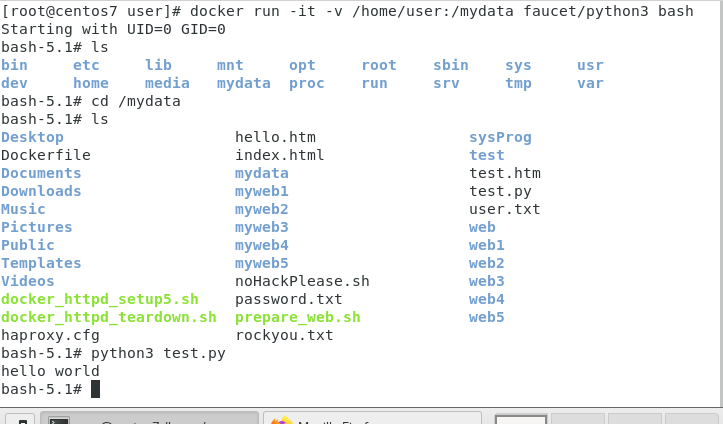 [root@centos7 user]# docker run -it -v /home/user:/mydata faucet/python3 bash
Starting with UID=0 GID=0
bash-5.1# ls
bin etc lib mnt opt root sbin sys usr
dev home media mydata proc run srv tmp var
bash-5.1# cd /mydata
bash-5.1# ls
Desktop hello.htm sysProg
Dockerfile index.html test
Documents mydata test.htm
Downloads myweb1 test.py
Music myweb2 user.txt
Pictures myweb3 web
Public myweb4 web1
Templates myweb5 web2
Videos noHackPlease.sh web3
docker_httpd_setup5.sh password.txt web4
docker_httpd_teardown.sh prepare_web.sh web5
haproxy.cfg rockyou.txt
bash-5.1# python3 test.py
hello world
bash-5.1#